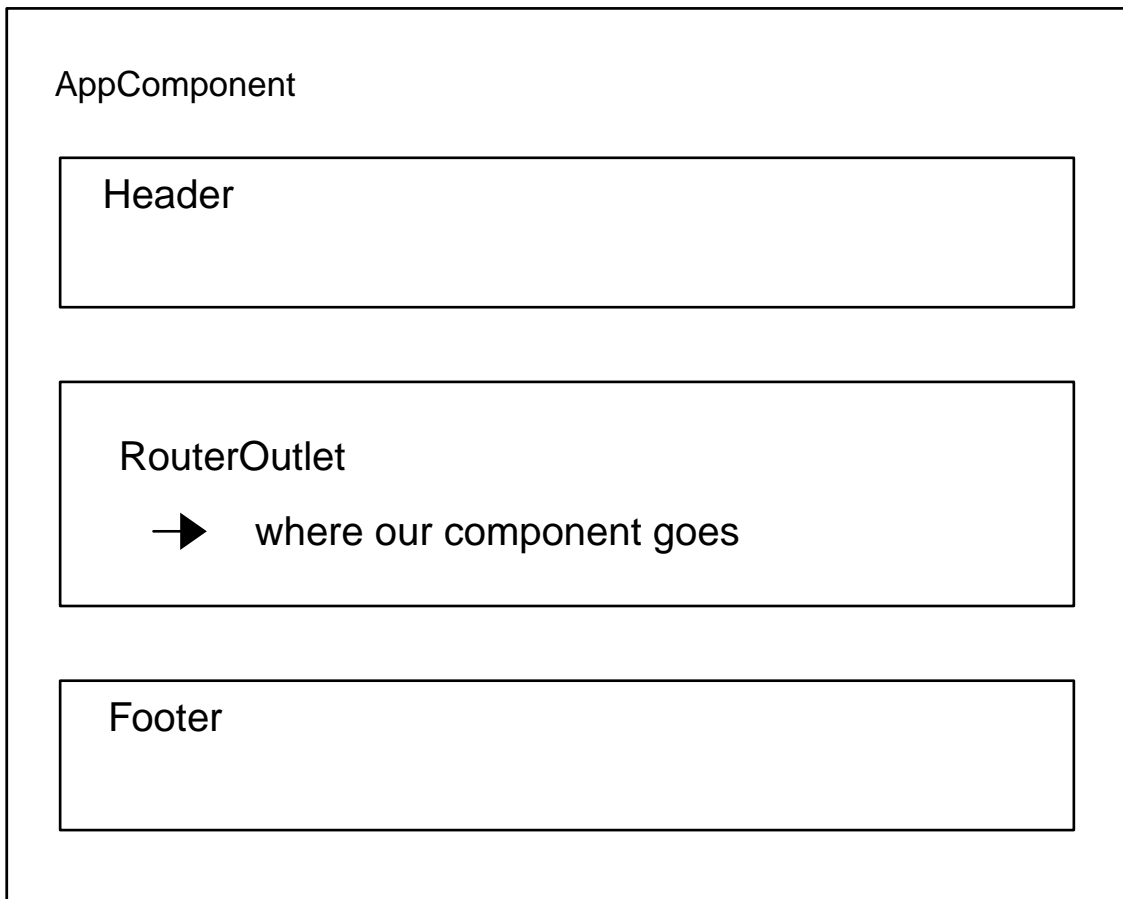 AppComponent
Header
RouterOutlet
where our component goes
Footer